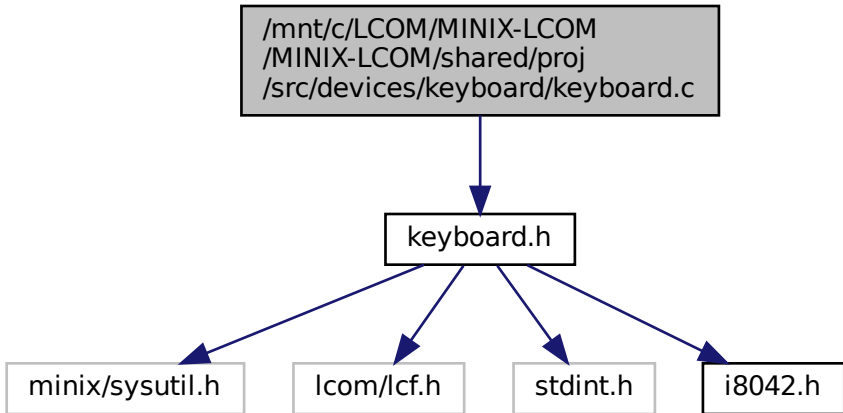 /mnt/c/LCOM/MINIX-LCOM
/MINIX-LCOM/shared/proj
/src/devices/keyboard/keyboard.c
keyboard.h
minix/sysutil.h
lcom/lcf.h
stdint.h
i8042.h